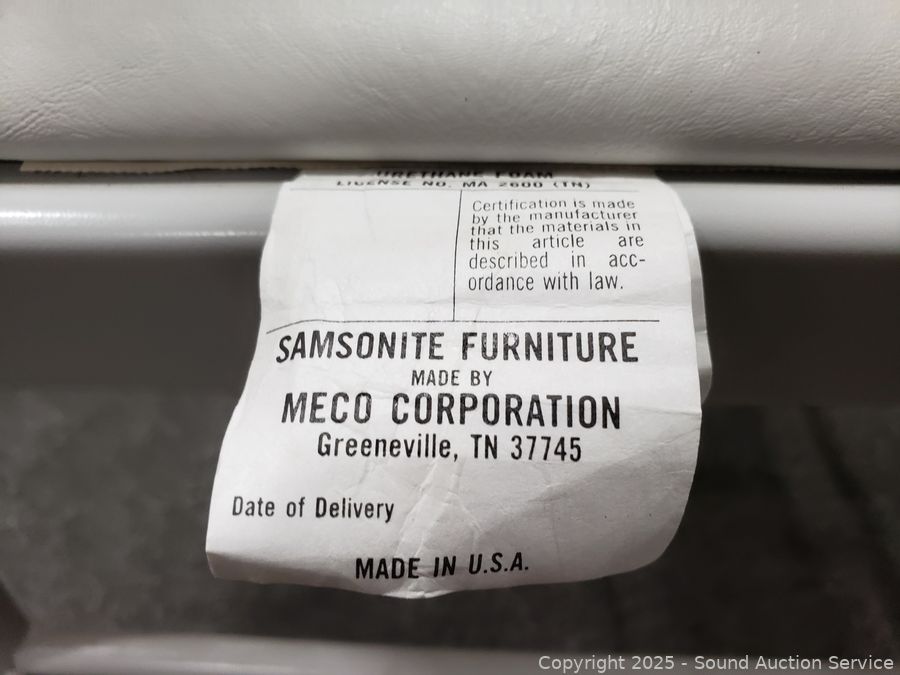 URETHANE FOAM
LICENSE NO. MA 2600 (TN)
Certification is made
by the manufacturer
that the materials in
this article are
described in acc-
ordance with law.
SAMSONITE FURNITURE
MADE BY
MECO CORPORATION
Greeneville, TN 37745
Date of Delivery
MADE IN U.S.A.
Copyright 2025 - Sound Auction Service